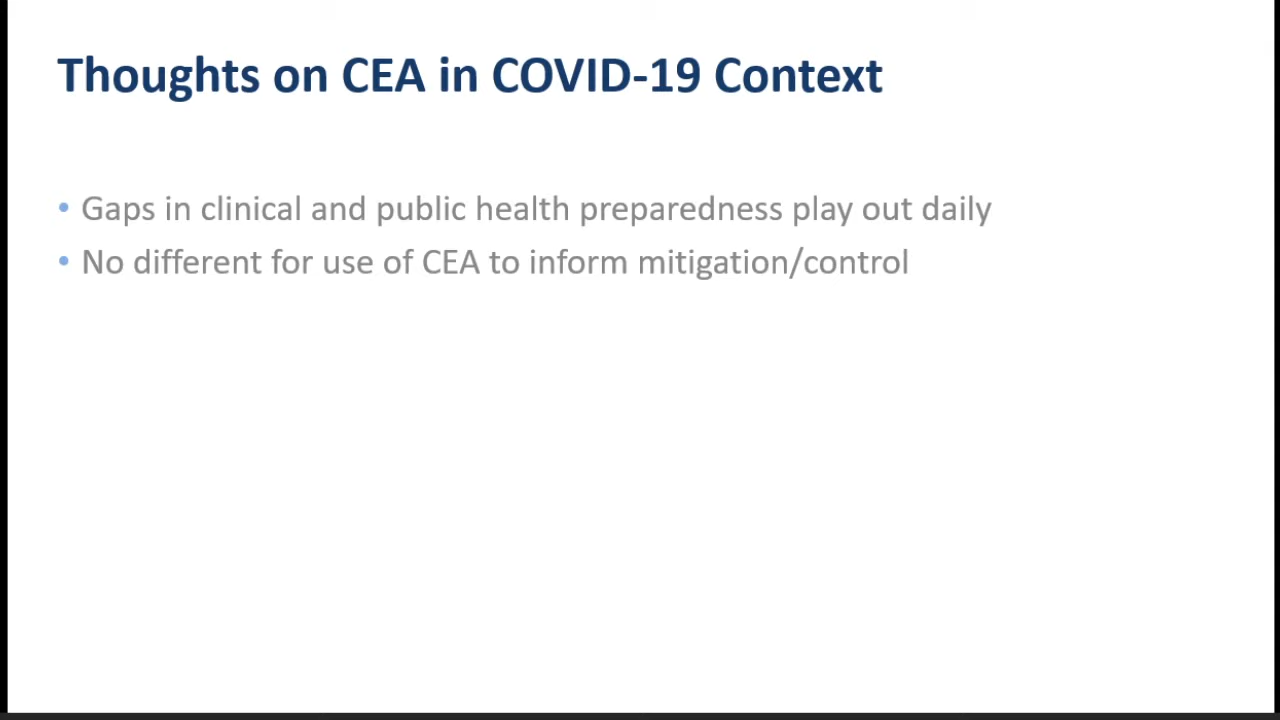 Thoughts on CEA in COVID-19 Context
• Gaps in clinical and public health preparedness play out daily
• No different for use of CEA to inform mitigation/control